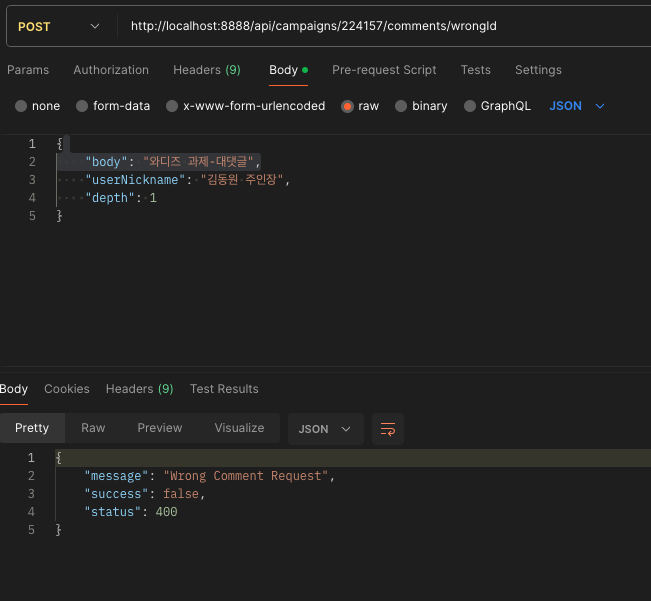 POST http://localhost:8888/api/campaigns/224157/comments/wrongId
Params Authorization Headers (9) Body Pre-request Script Tests Settings
none form-data x-www-form-urlencoded raw binary GraphQL JSON
1 {
2 "body": "와디즈 과제-대댓글",
3 "userNickname": "김동원 주인장",
4 "depth": 1
5 }
Body Cookies Headers (9) Test Results
Pretty Raw Preview Visualize JSON
1 {
2 "message": "Wrong Comment Request",
3 "success": false,
4 "status": 400
5 }